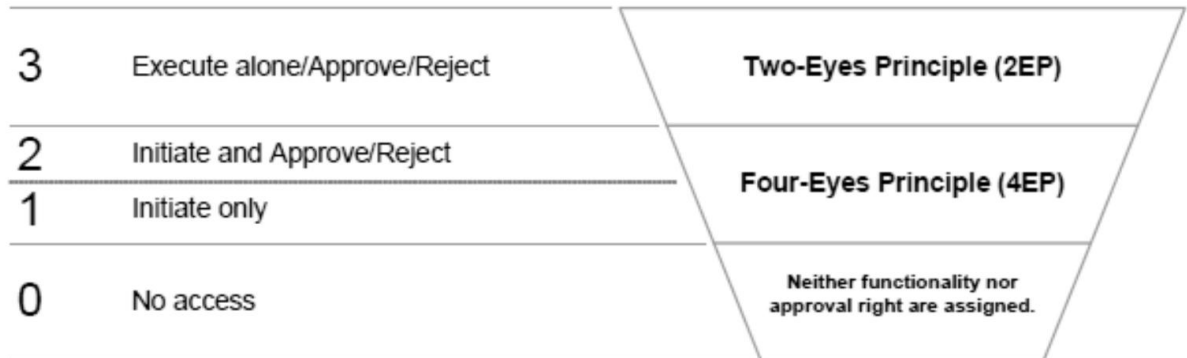 3 Execute alone/Approve/Reject Two-Eyes Principle (2EP)
2 Initiate and Approve/Reject
Four-Eyes Principle (4EP)
1 Initiate only
0 No access
Neither functionality nor
approval right are assigned.